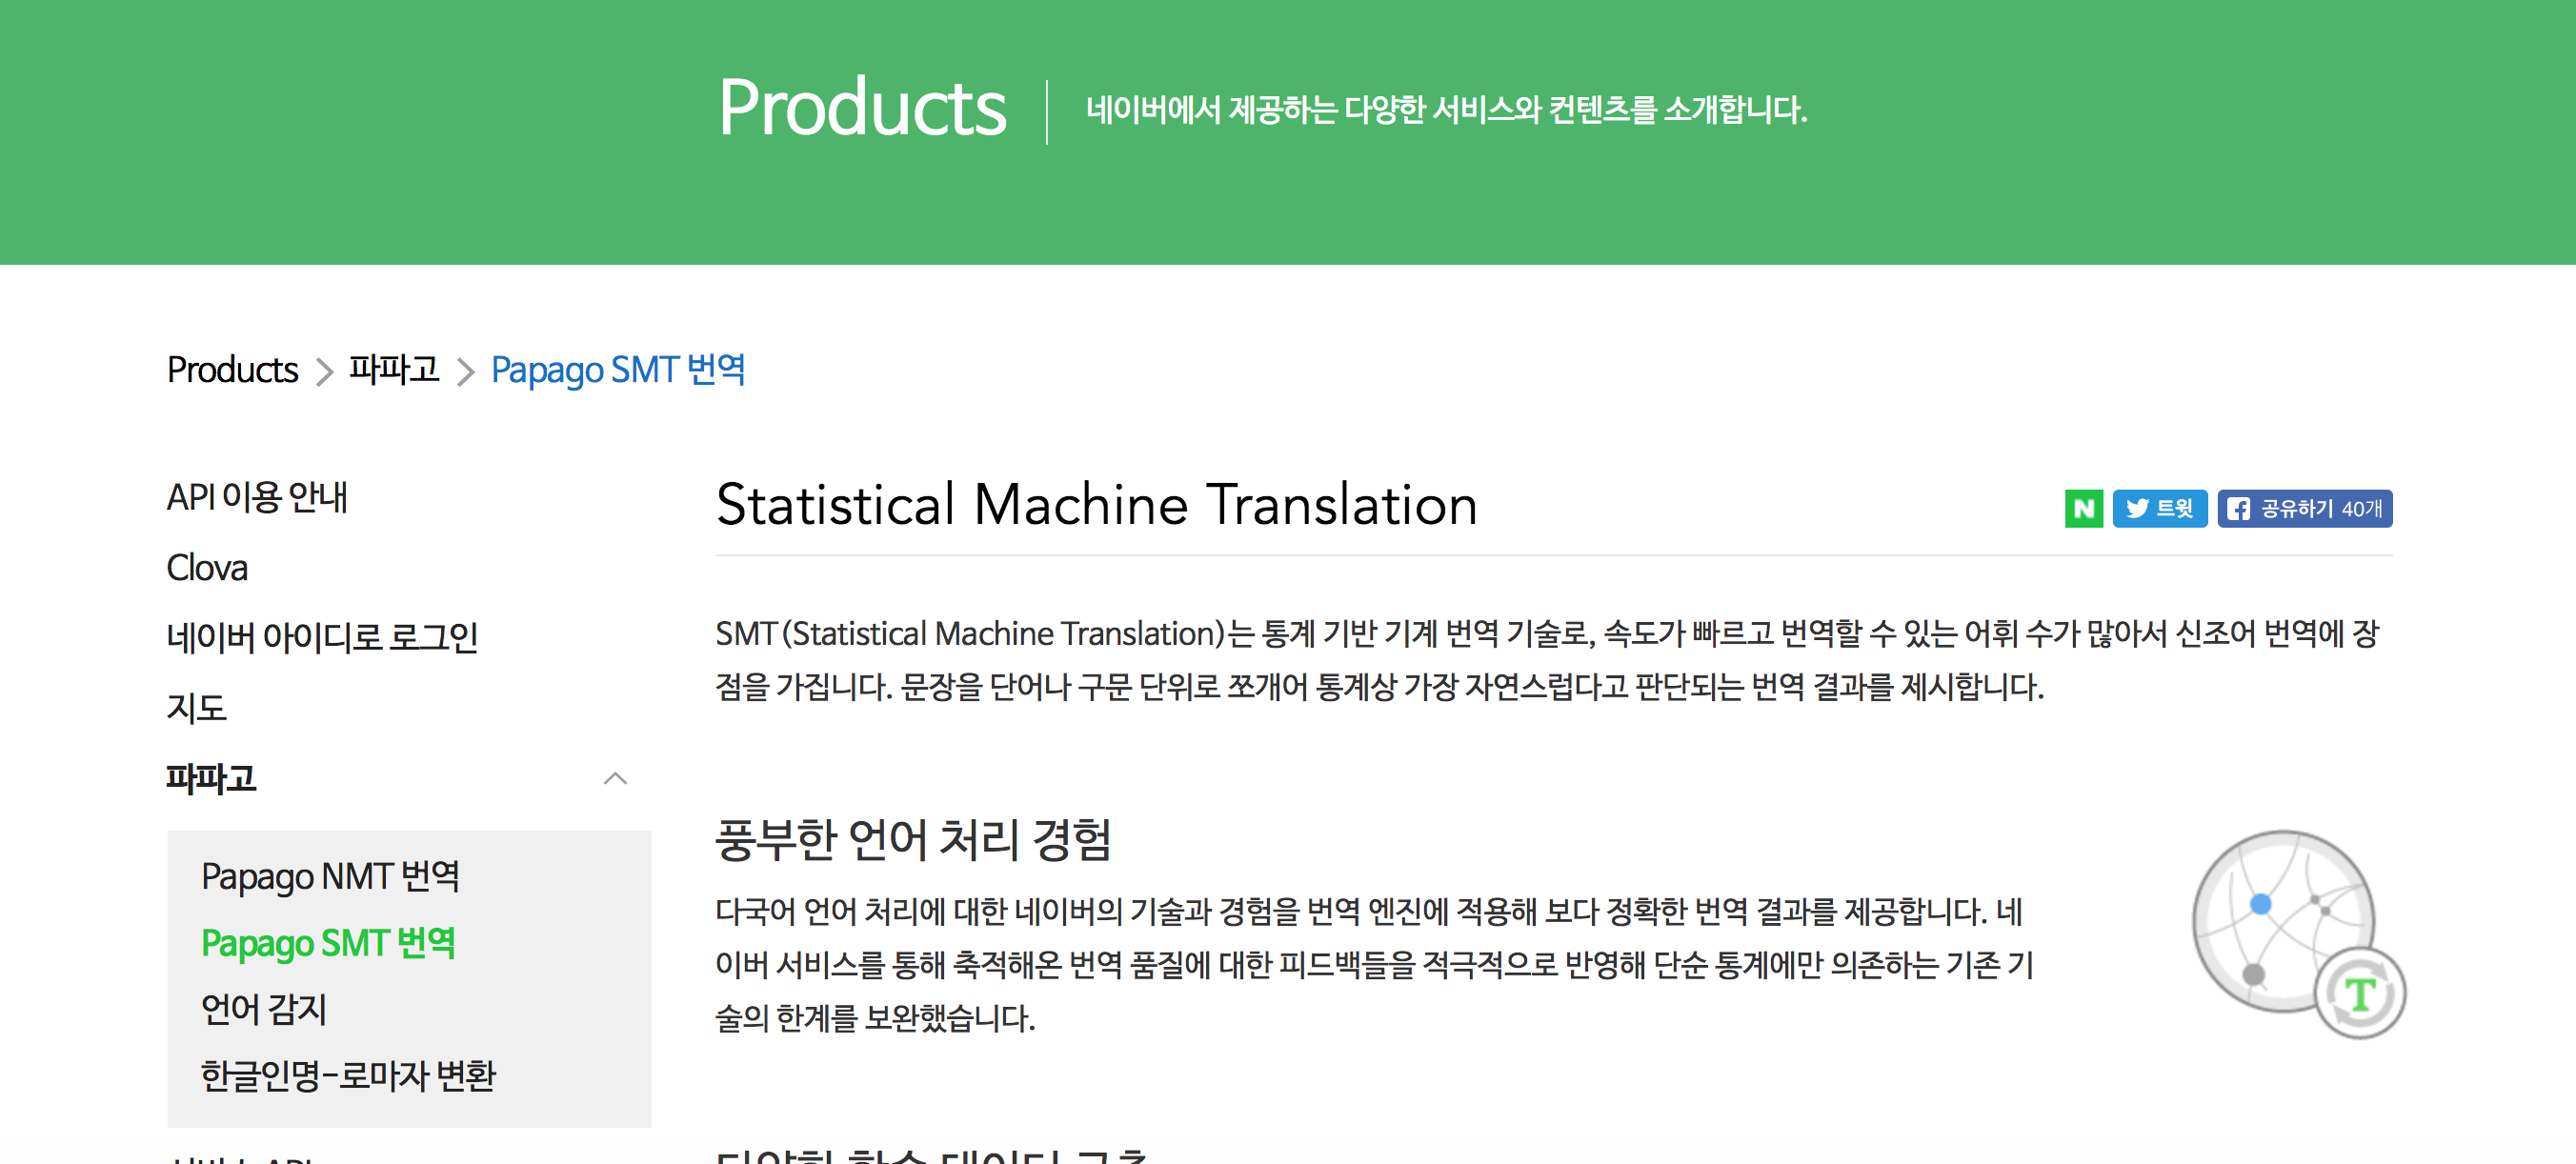 Products
네이버에서 제공하는 다양한 서비스와 컨텐츠를 소개합니다.
Products > 파파고 > Papago SMT 번역
API 이용 안내
Clova
네이버 아이디로 로그인
지도
파파고
Papago NMT 번역
Papago SMT 번역
언어 감지
한글인명-로마자 변환
Statistical Machine Translation
N 트윗 공유하기 40개
SMT(Statistical Machine Translation)는 통계 기반 기계 번역 기술로, 속도가 빠르고 번역할 수 있는 어휘 수가 많아서 신조어 번역에 장
점을 가집니다. 문장을 단어나 구문 단위로 쪼개어 통계상 가장 자연스럽다고 판단되는 번역 결과를 제시합니다.
풍부한 언어 처리 경험
다국어 언어 처리에 대한 네이버의 기술과 경험을 번역 엔진에 적용해 보다 정확한 번역 결과를 제공합니다. 네
이버 서비스를 통해 축적해온 번역 품질에 대한 피드백들을 적극적으로 반영해 단순 통계에만 의존하는 기존 기
술의 한계를 보완했습니다.
T